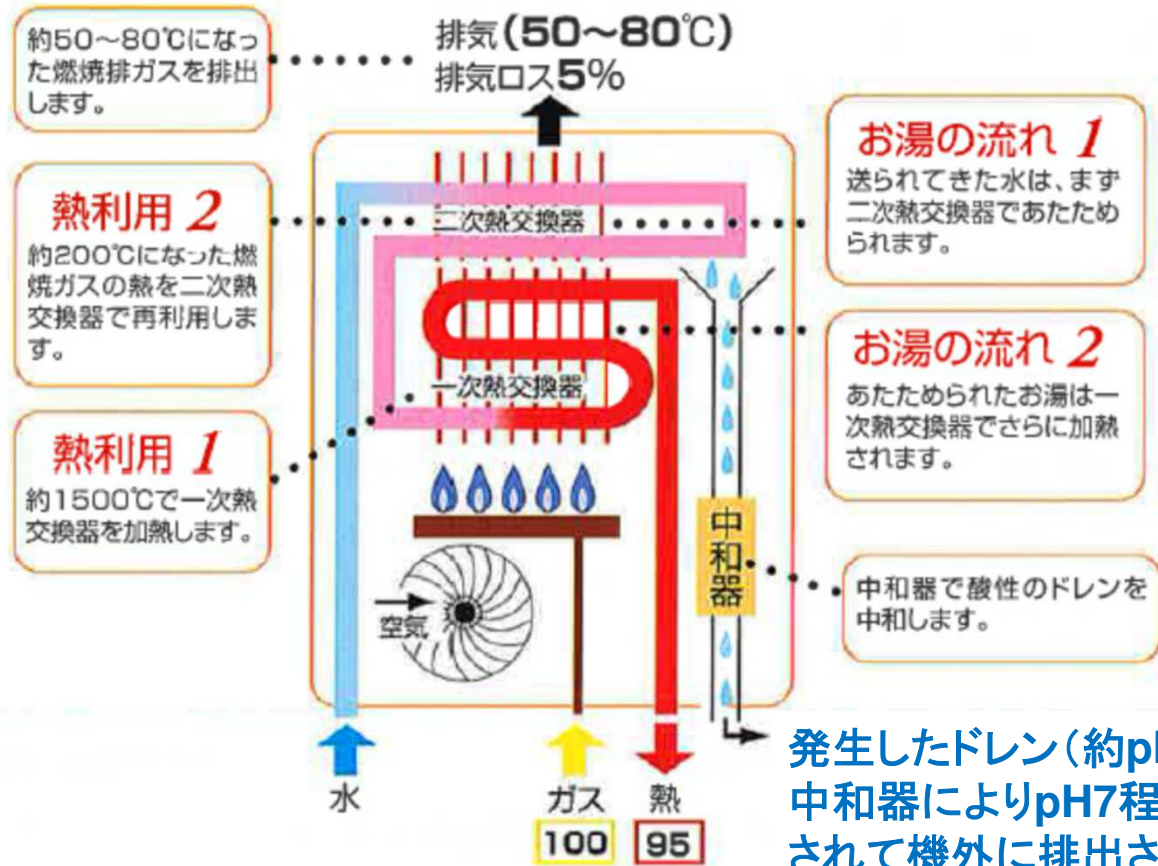 約50～80℃になっ
た燃焼排ガスを排出
します。
排気(50～80℃)
排気ロス5%
熱利用 2
約200℃になった燃
焼ガスの熱を二次熱
交換器で再利用しま
す。
熱利用 1
約1500℃で一次熱
交換器を加熱します。
二次熱交換器
一次熱交換器
空気
中和器
お湯の流れ 1
送られてきた水は、まず
二次熱交換器であたため
られます。
お湯の流れ 2
あたためられたお湯は一
次熱交換器でさらに加熱
されます。
中和器で酸性のドレンを
中和します。
水
ガス
100
熱
95
発生したドレン（約p
中和器によりpH7程
されて機外に排出さ